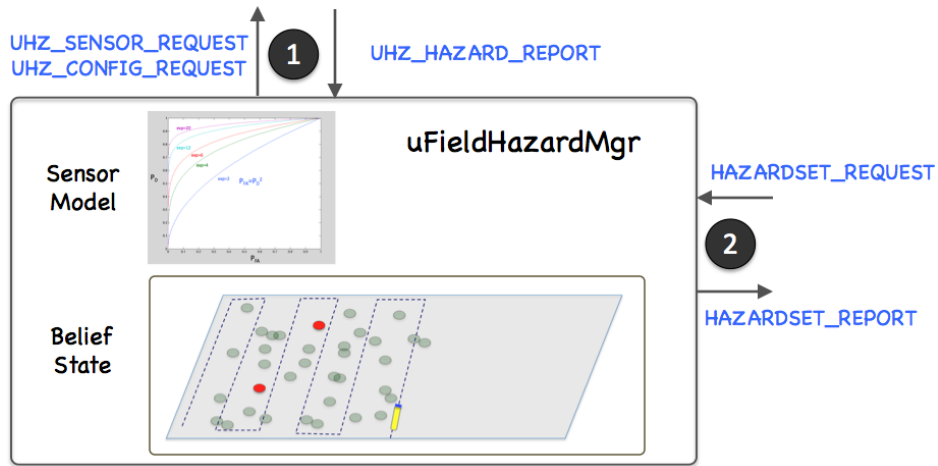 UHZ_SENSOR_REQUEST
UHZ_CONFIG_REQUEST
1
UHZ_HAZARD_REPORT
uFieldHazardMgr
Sensor
Model
HAZARDSET_REQUEST
2
HAZARDSET_REPORT
Belief
State